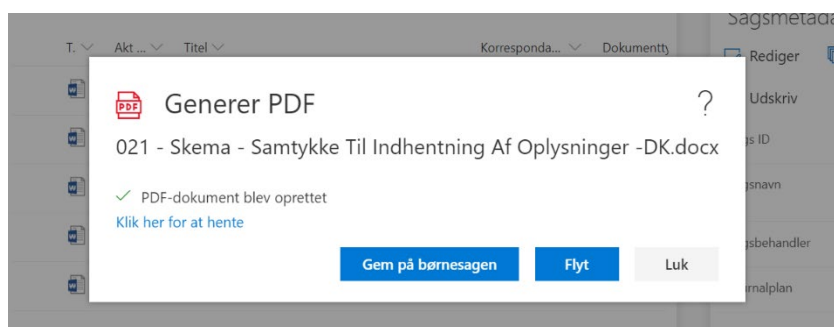 Sagsmetada
T. Akt ... Titel Korresponda... Dokumentty
Rediger
PDF Generer PDF ?
Udskriv
021 - Skema - Samtykke Til Indhentning Af Oplysninger -DK.docx
gs ID
PDF-dokument blev oprettet
gsnavn
Klik her for at hente
gsbehandler
Gem på børnesagen Flyt Luk
urnalplan